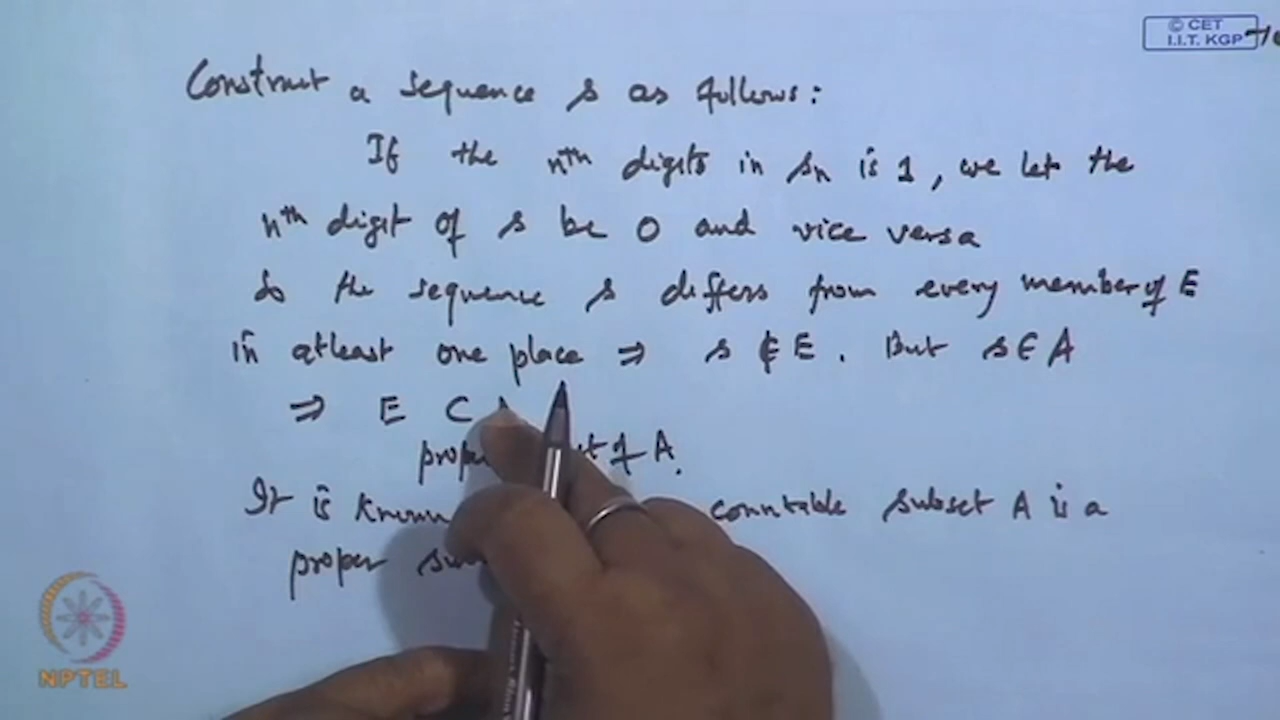 © CET
I.I.T. KGP
Construct a sequence s as follows:
If the nth digits in sn is 1, we let the
nth digit of s be 0 and vice versa
So the sequence s differs from every member of E
in atleast one place ⇒ s ∉ E. But s ∈ A
⇒ E ⊂
of A.
It is known countable subset A is a
proper
NPTEL